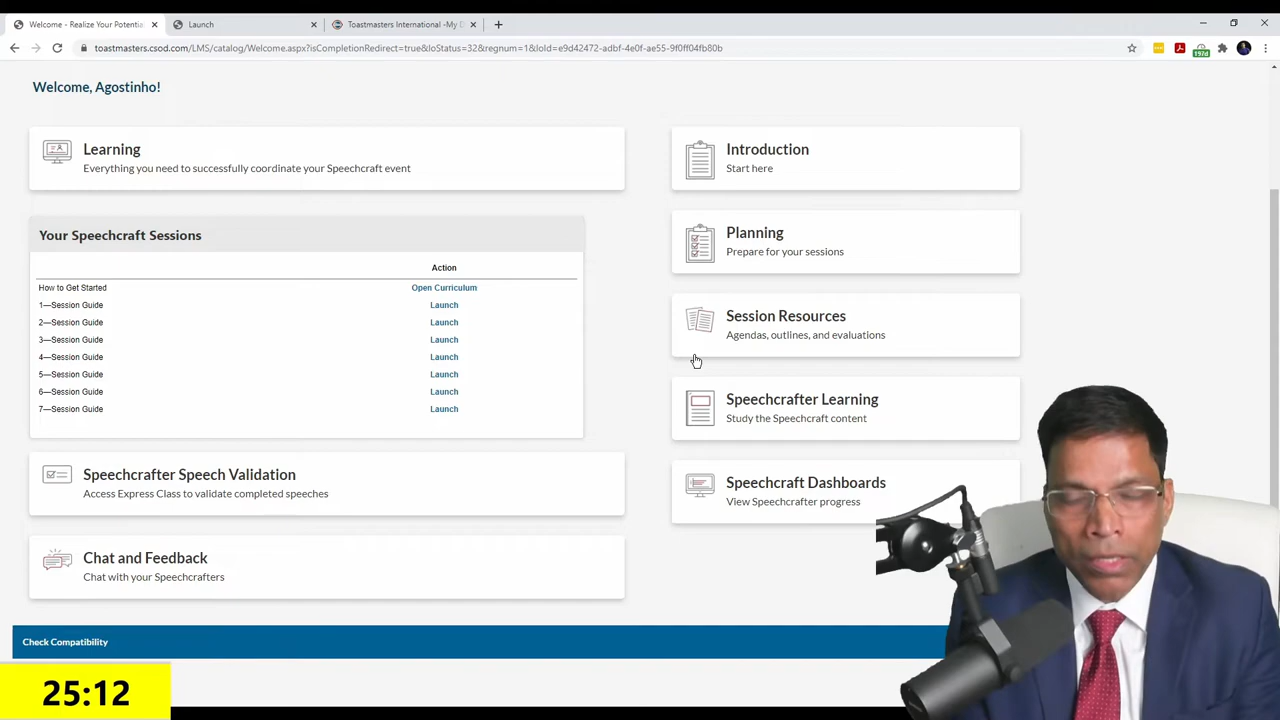 Welcome - Realize Your Potentia
Launch
Toastmasters International -My D
toastmasters.csod.com/LMS/catalog/Welcome.aspx?isCompletionRedirect=true&loStatus=32&regnum=1&loId=e9d42472-adbf-4e0f-ae55-9f0ff04fb80b
197d
Welcome, Agostinho!
Learning
Everything you need to successfully coordinate your Speechcraft event
Your Speechcraft Sessions
Action
How to Get Started Open Curriculum
1—Session Guide Launch
2—Session Guide Launch
3—Session Guide Launch
4—Session Guide Launch
5—Session Guide Launch
6—Session Guide Launch
7—Session Guide Launch
Speechcrafter Speech Validation
Access Express Class to validate completed speeches
Chat and Feedback
Chat with your Speechcrafters
Introduction
Start here
Planning
Prepare for your sessions
Session Resources
Agendas, outlines, and evaluations
Speechcrafter Learning
Study the Speechcraft content
Speechcraft Dashboards
View Speechcrafter progress
Check Compatibility
25:12